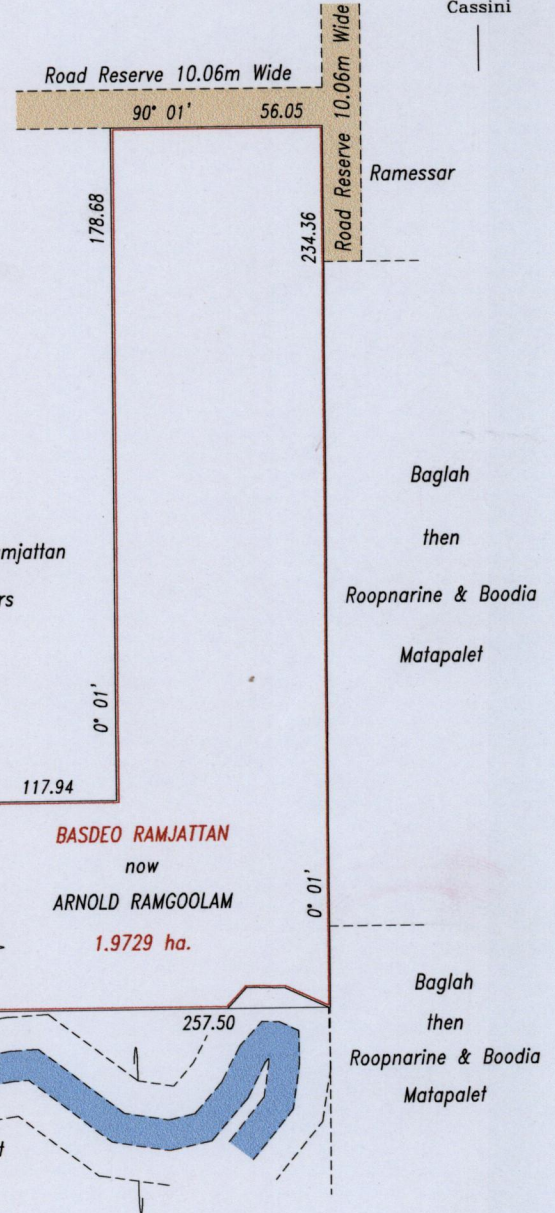 Cassini
Road Reserve 10.06m Wide
Road Reserve 10.06m Wide
90° 01' 56.05
Ramessar
178.68
234.36
Baglah
then
Roopnarine & Boodia
Matapalet
0° 01'
117.94
BASDEO RAMJATTAN
now
ARNOLD RAMGOOLAM
1.9729 ha.
0° 01'
257.50
Baglah
then
Roopnarine & Boodia
Matapalet